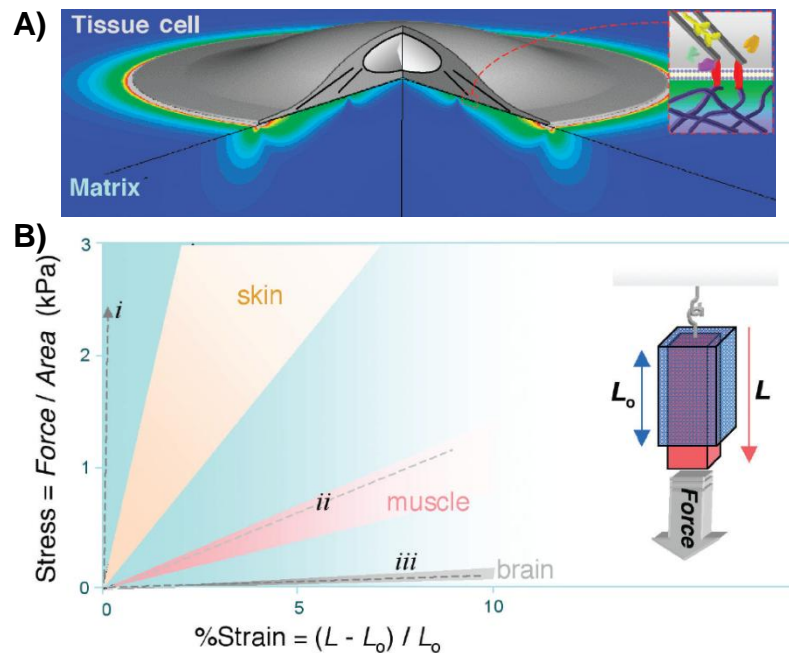 A)
Tissue cell
Matrix
B)
Stress = Force / Area (kPa)
3
2
1
0
i
skin
ii
muscle
iii
brain
0
5
10
%Strain = (L - Lo) / Lo
Lo
L
Force